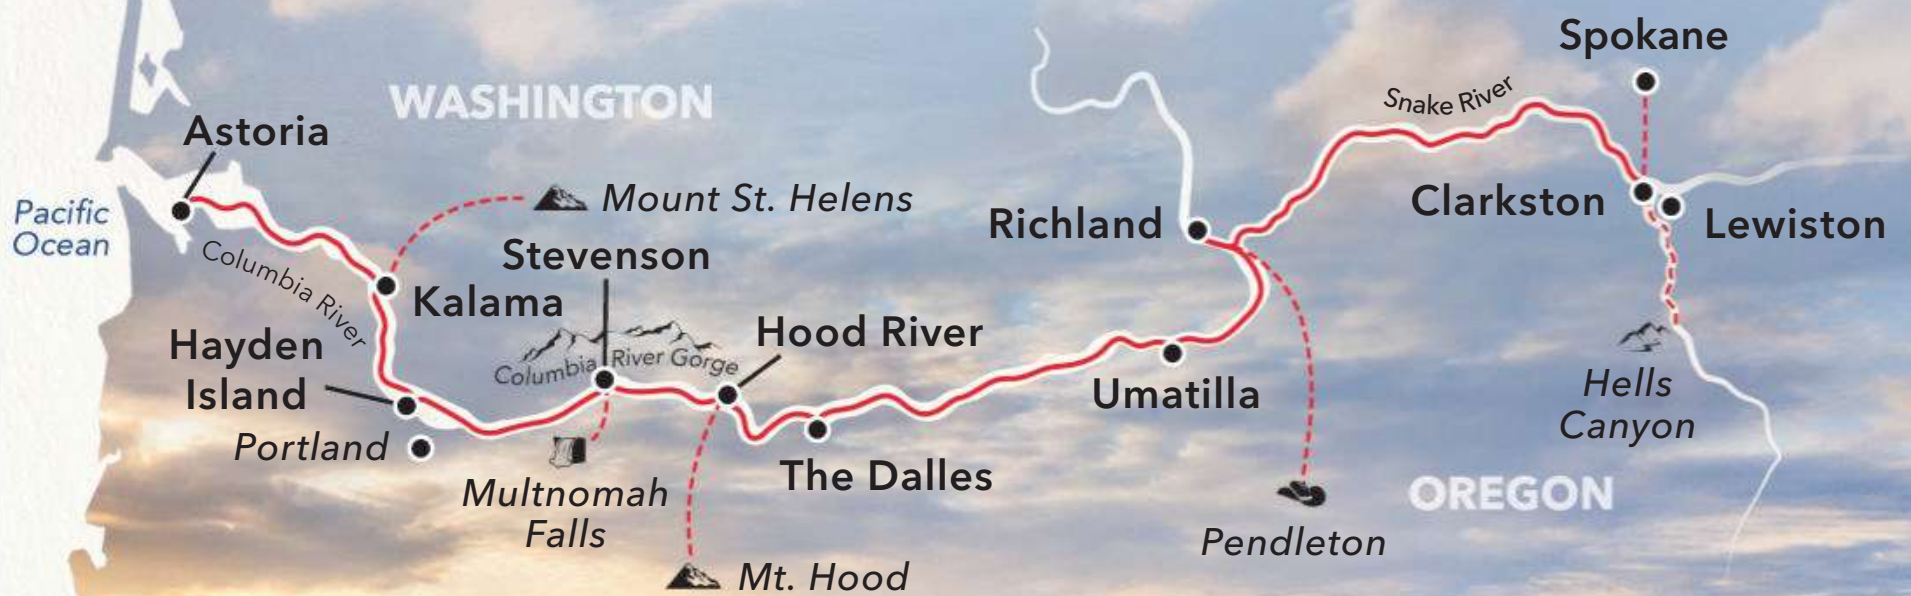 Spokane
WASHINGTON
Snake River
Astoria
Mount St. Helens
Pacific
Ocean
Clarkston
Richland
Lewiston
Columbia River
Stevenson
Kalama
Hood River
Hayden
Island
Columbia River Gorge
Umatilla
Hells
Canyon
Portland
The Dalles
Multnomah
Falls
OREGON
Pendleton
Mt. Hood